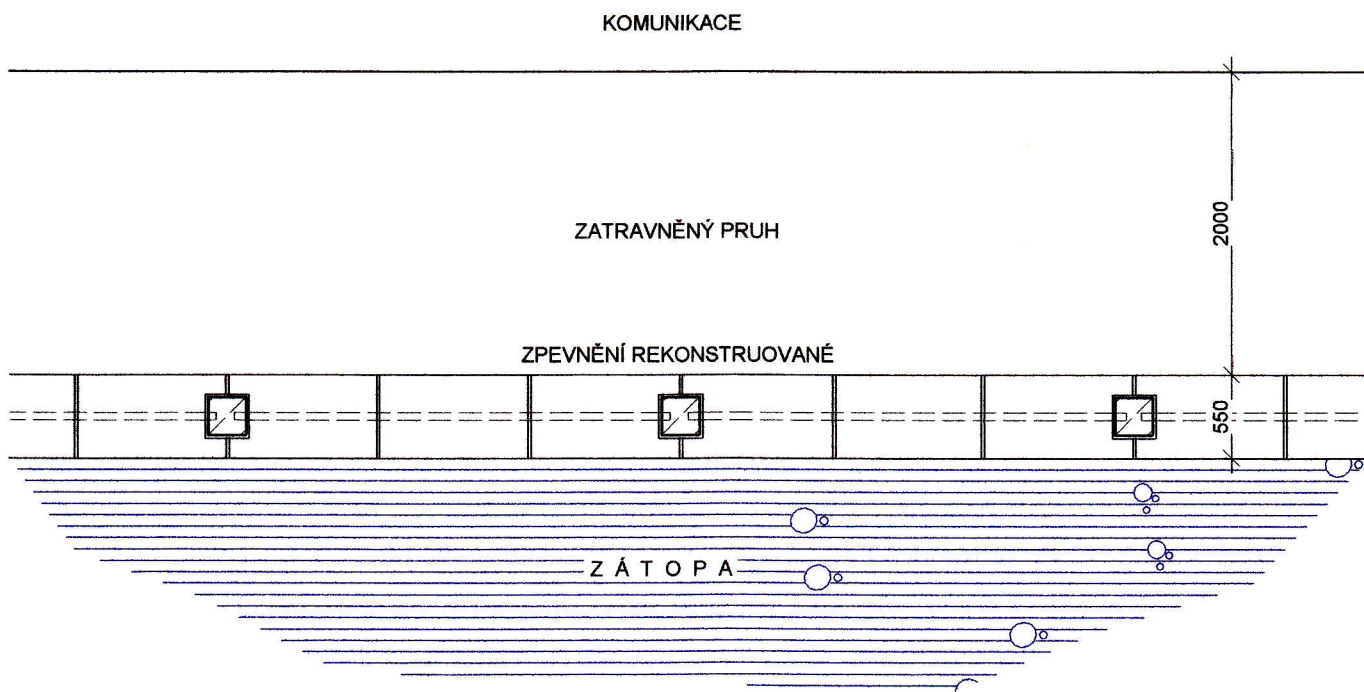 KOMUNIKACE
2000
ZATRAVNĚNÝ PRUH
ZPEVNĚNÍ REKONSTRUOVANÉ
550
Z Á T O P A